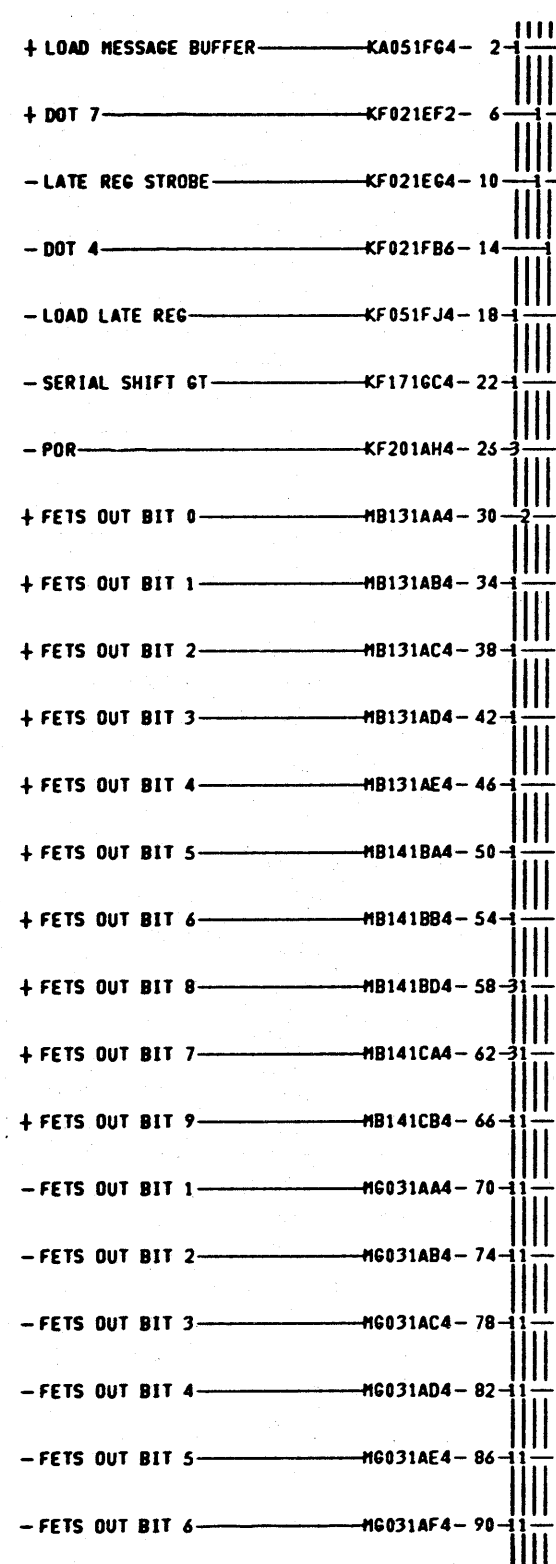 + LOAD MESSAGE BUFFER KA051FG4- 2-1
+ DOT 7 KF021EF2- 6 1
- LATE REG STROBE KF021EG4- 10 1
- DOT 4 KF021FB6- 14 1
- LOAD LATE REG KF051FJ4- 18-1
- SERIAL SHIFT GT KF171GC4- 22-1
- POR KF201AH4- 26-3
+ FETS OUT BIT 0 MB131AA4- 30 2
+ FETS OUT BIT 1 MB131AB4- 34-1
+ FETS OUT BIT 2 MB131AC4- 38-1
+ FETS OUT BIT 3 MB131AD4- 42-1
+ FETS OUT BIT 4 MB131AE4- 46-1
+ FETS OUT BIT 5 MB141BA4- 50-1
+ FETS OUT BIT 6 MB141BB4- 54-1
+ FETS OUT BIT 8 MB141BD4- 58-31
+ FETS OUT BIT 7 MB141CA4- 62-31
+ FETS OUT BIT 9 MB141CB4- 66-11
- FETS OUT BIT 1 MG031AA4- 70-11
- FETS OUT BIT 2 MG031AB4- 74-11
- FETS OUT BIT 3 MG031AC4- 78-11
- FETS OUT BIT 4 MG031AD4- 82-11
- FETS OUT BIT 5 MG031AE4- 86-11
- FETS OUT BIT 6 MG031AF4- 90-11